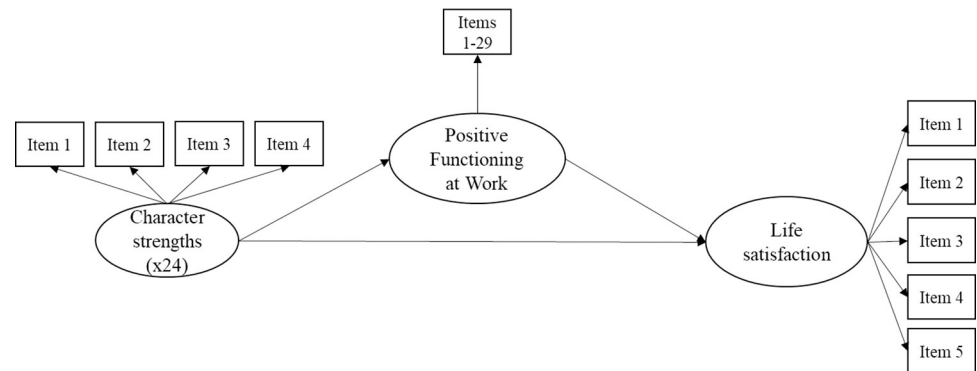 Items
1-29
Item 1
Item 2
Item 3
Item 4
Positive
Functioning
at Work
Character
strengths
(x24)
Life
satisfaction
Item 1
Item 2
Item 3
Item 4
Item 5